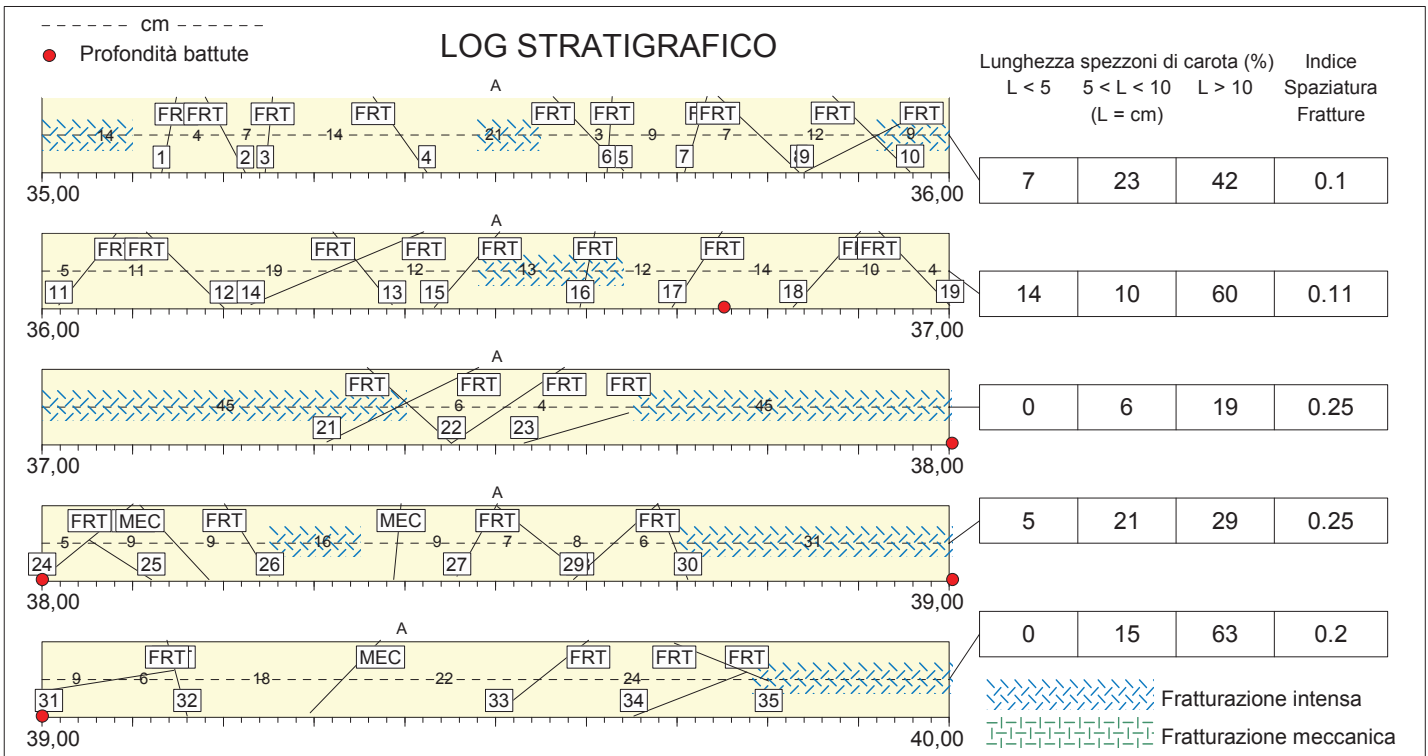 cm
Profondità battute
LOG STRATIGRAFICO
Lunghezza spezzoni di carota (%)
Indice
L < 5
5 < L < 10
L > 10
Spaziatura
(L = cm)
Fratture
A
FRT FRT FRT FRT FRT FRT FRT FRT
14 4 7 14 21 3 9 7 12 9
1 2 3 4 6 5 7 9 10
35,00
36,00
7 23 42 0.1
A
FRT FRT FRT FRT FRT FRT FRT
5 11 19 12 13 12 14 10 4
11 12 14 13 15 16 17 18 19
36,00
37,00
14 10 60 0.11
A
FRT FRT FRT FRT
45 6 4 45
21 22 23
37,00
38,00
0 6 19 0.25
A
FRT MEC FRT MEC FRT FRT
5 9 9 16 9 7 8 6 31
24 25 26 27 29 30
38,00
39,00
5 21 29 0.25
A
FRT MEC FRT FRT FRT
9 6 18 22 24
31 32 33 34 35
39,00
40,00
0 15 63 0.2
Fratturazione intensa
Fratturazione meccanica